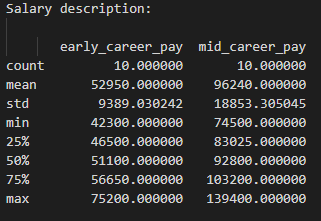 Salary description:
early_career_pay mid_career_pay
count 10.000000 10.000000
mean 52950.000000 96240.000000
std 9389.030242 18853.305045
min 42300.000000 74500.000000
25% 46500.000000 83025.000000
50% 51100.000000 92800.000000
75% 56650.000000 103200.000000
max 75200.000000 139400.000000